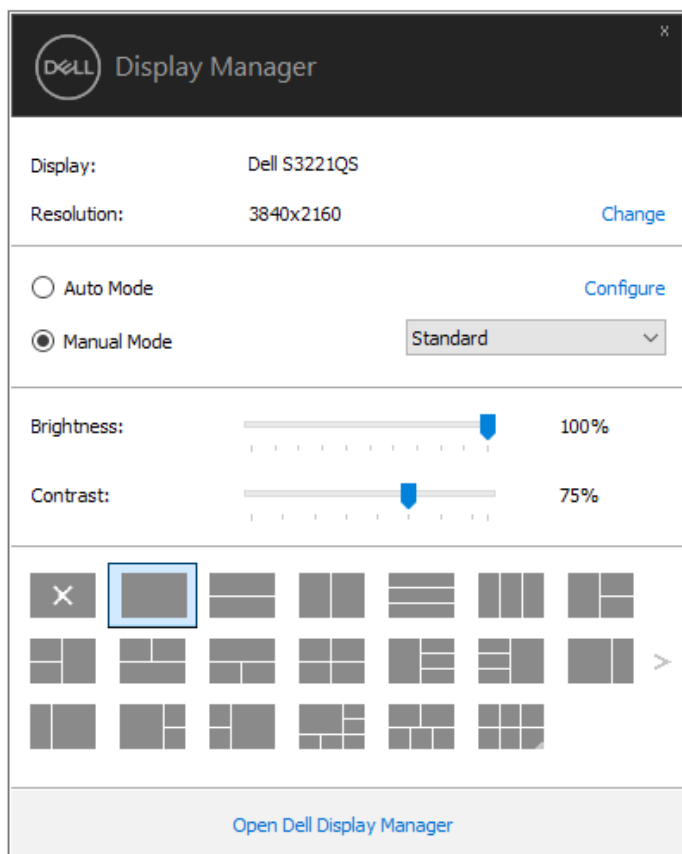 x
DELL Display Manager
Display: Dell S3221QS
Resolution: 3840x2160 Change
Auto Mode Configure
Manual Mode Standard
Brightness: 100%
Contrast: 75%
Open Dell Display Manager